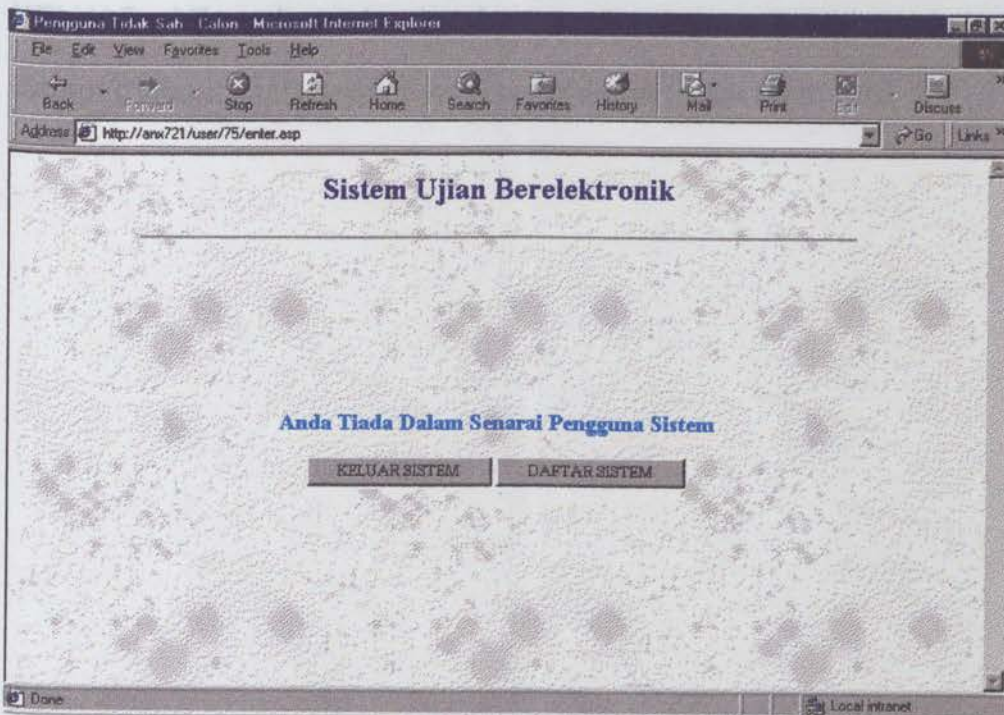 Pengguna Tidak Sah - Calon - Microsoft Internet Explorer
File Edit View Favorites Tools Help
Back Forward Stop Refresh Home Search Favorites History Mail Print Edit Discuss
Address http://anx721/user/75/enter.asp Go Links
Sistem Ujian Berelektronik
Anda Tiada Dalam Senarai Pengguna Sistem
KELUAR SISTEM DAFTAR SISTEM
Done Local intranet